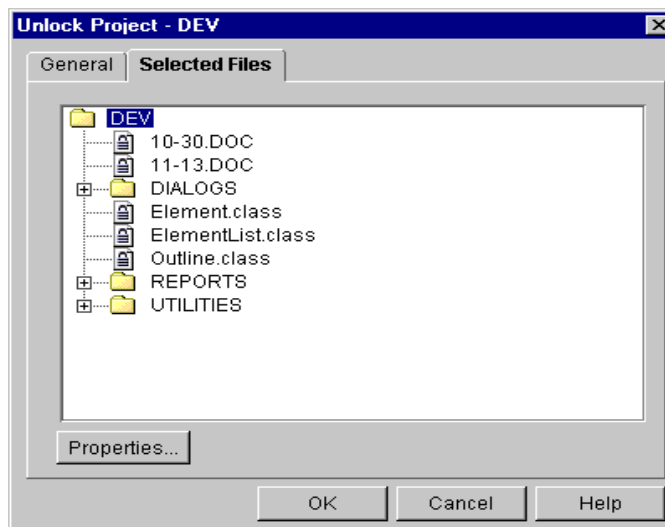 Unlock Project - DEV
General Selected Files
DEV
10-30.DOC
11-13.DOC
DIALOGS
Element.class
ElementList.class
Outline.class
REPORTS
UTILITIES
Properties...
OK Cancel Help